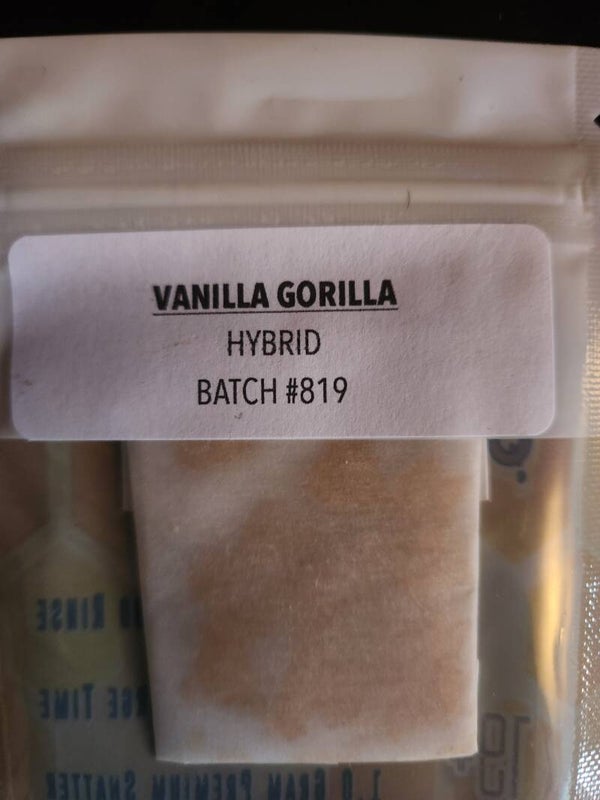 VANILLA GORILLA
HYBRID
BATCH #819
RINSE
TIME
1.0 GRAM PREMIUM SHATTER